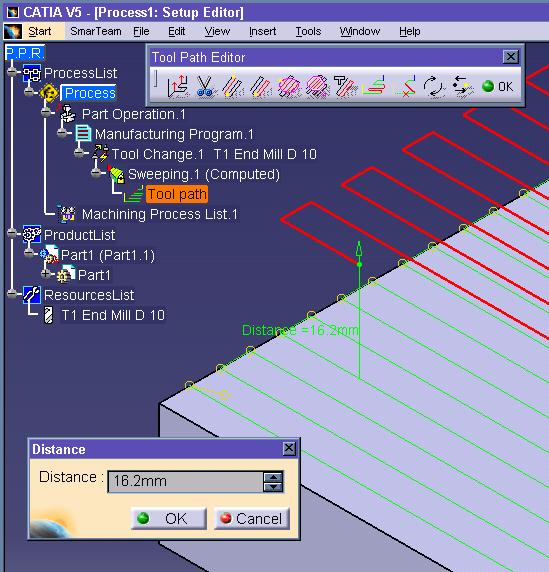 CATIA V5 - [Process1: Setup Editor]
Start SmarTeam File Edit View Insert Tools Window Help
P.P.R.
Tool Path Editor
ProcessList
OK
Process
Part Operation.1
Manufacturing Program.1
Tool Change.1 T1 End Mill D 10
Sweeping.1 (Computed)
Tool path
Machining Process List.1
ProductList
Part1 (Part1.1)
Part1
ResourcesList
T1 End Mill D 10
Distance =16.2mm
Distance
Distance : 16.2mm
OK Cancel